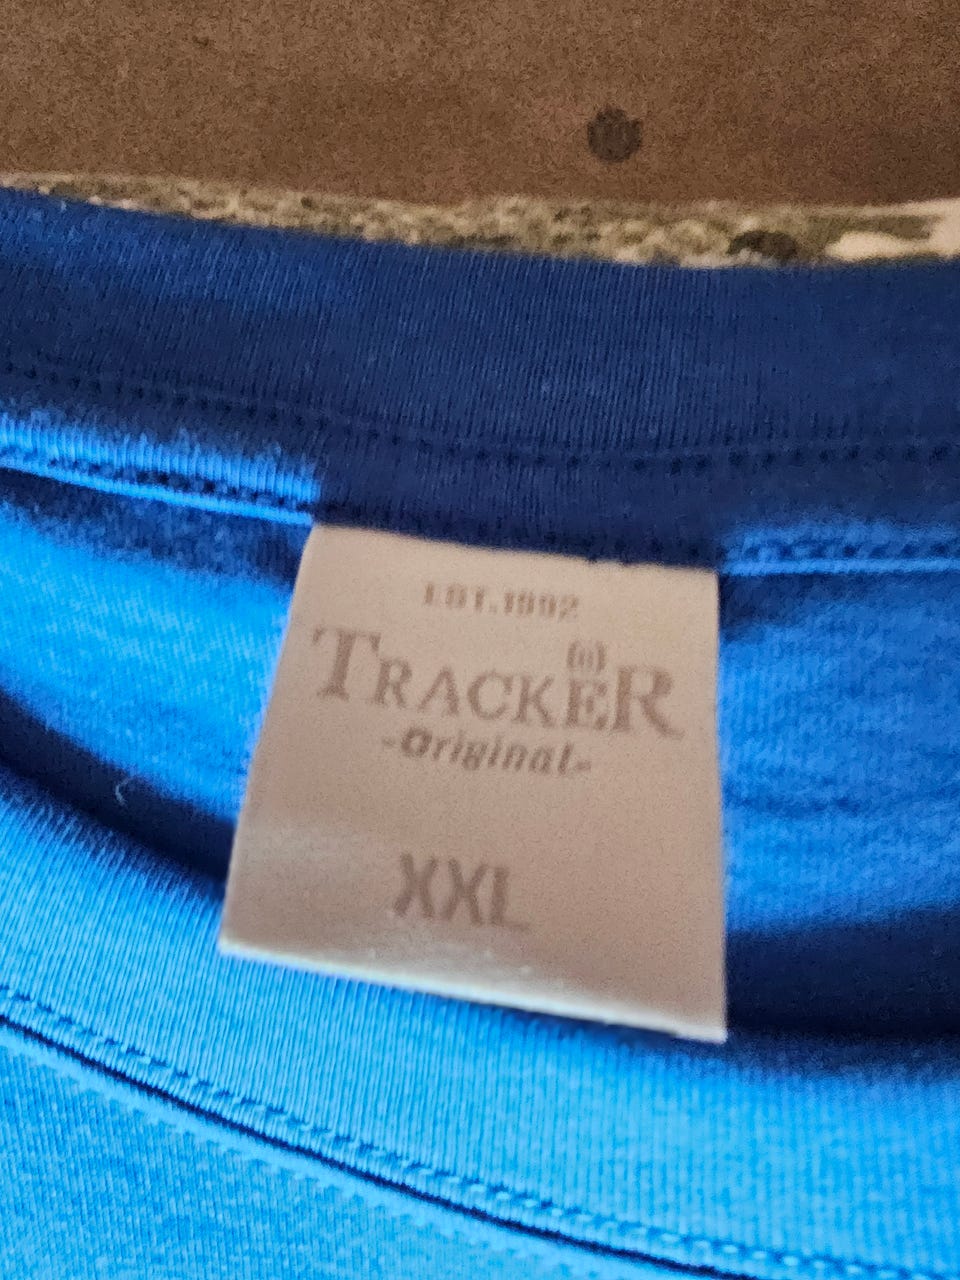 EST.1992
TRACKER
-Original-
XXL